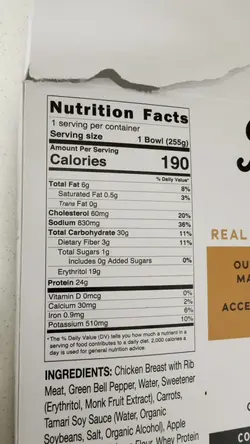 Nutrition Facts
1 serving per container
Serving size 1 Bowl (255g)
Amount Per Serving
Calories 190
% Daily Value*
Total Fat 6g 8%
Saturated Fat 0.5g 3%
Trans Fat 0g
Cholesterol 60mg 20%
Sodium 830mg 36%
Total Carbohydrate 30g 11%
Dietary Fiber 3g 11%
Total Sugars 1g
Includes 0g Added Sugars 0%
Erythritol 19g
Protein 24g
Vitamin D 0mcg 0%
Calcium 30mg 2%
Iron 0.9mg 6%
Potassium 510mg 10%
* The % Daily Value (DV) tells you how much a nutrient in a
serving of food contributes to a daily diet. 2,000 calories a
day is used for general nutrition advice.
INGREDIENTS: Chicken Breast with Rib
Meat, Green Bell Pepper, Water, Sweetener
(Erythritol, Monk Fruit Extract), Carrots,
Tamari Soy Sauce (Water, Organic
Soybeans, Salt, Organic Alcohol), Apple
Flour, Whey Protein
REAL
OU
MA
ACCE